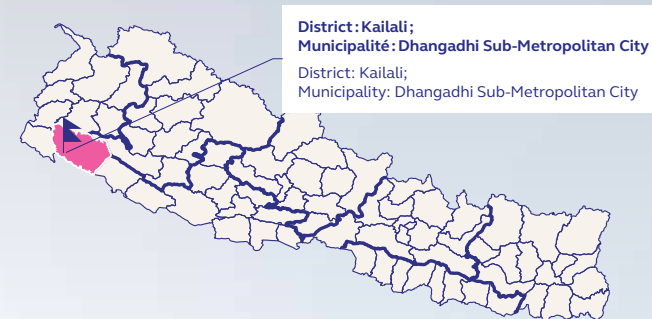 District : Kailali ;
Municipalité : Dhangadhi Sub-Metropolitan City
District: Kailali;
Municipality: Dhangadhi Sub-Metropolitan City